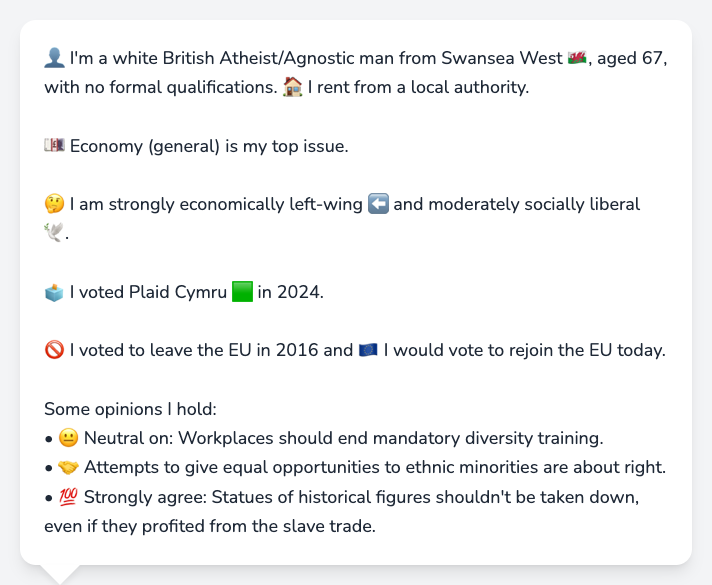 👤 I'm a white British Atheist/Agnostic man from Swansea West 🏴󠁧󠁢󠁷󠁬󠁳󠁿, aged 67,
with no formal qualifications. 🏠 I rent from a local authority.
💷 Economy (general) is my top issue.
🤔 I am strongly economically left-wing ⬅️ and moderately socially liberal
🕊️.
🗳️ I voted Plaid Cymru 🟩 in 2024.
🚫 I voted to leave the EU in 2016 and 🇪🇺 I would vote to rejoin the EU today.
Some opinions I hold:
• 😐 Neutral on: Workplaces should end mandatory diversity training.
• 🤝 Attempts to give equal opportunities to ethnic minorities are about right.
• 💯 Strongly agree: Statues of historical figures shouldn't be taken down,
even if they profited from the slave trade.